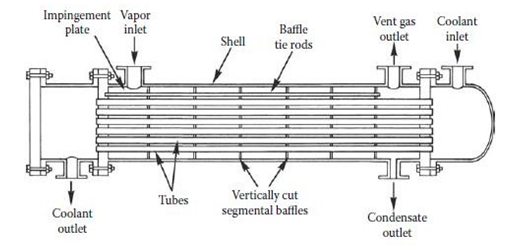 Impingement
plate
Vapor
inlet
Shell
Baffle
tie rods
Vent gas
outlet
Coolant
inlet
Coolant
outlet
Tubes
Vertically cut
segmental baffles
Condensate
outlet